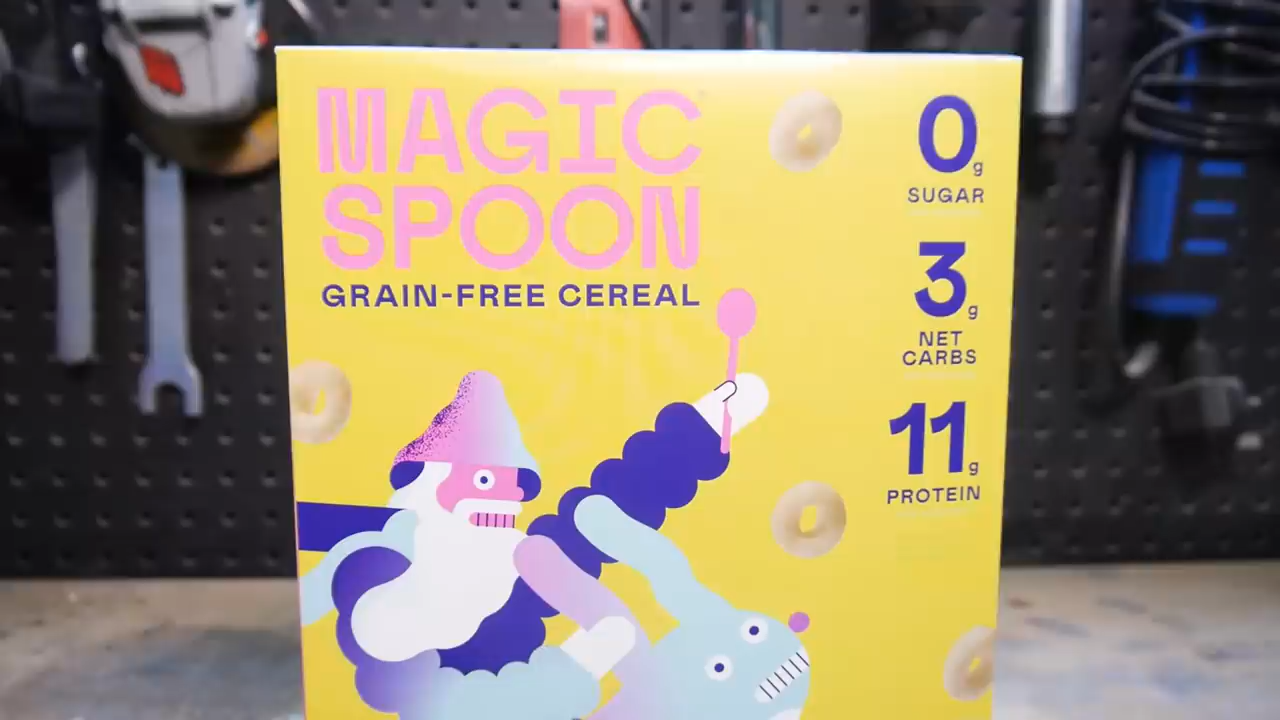 MAGIC
SPOON
GRAIN-FREE CEREAL
0g
SUGAR
3g
NET
CARBS
11g
PROTEIN